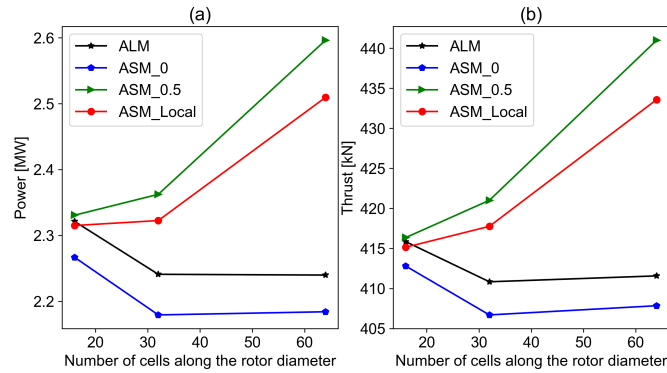 (a)
Power [MW]
2.6
2.5
2.4
2.3
2.2
ALM
ASM_0
ASM_0.5
ASM_Local
20 30 40 50 60
Number of cells along the rotor diameter
(b)
Thrust [kN]
440
435
430
425
420
415
410
405
ALM
ASM_0
ASM_0.5
ASM_Local
20 30 40 50 60
Number of cells along the rotor diameter